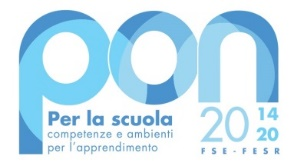 pon
Per la scuola
competenze e ambienti
per l'apprendimento
20 14
20
FSE-FESR